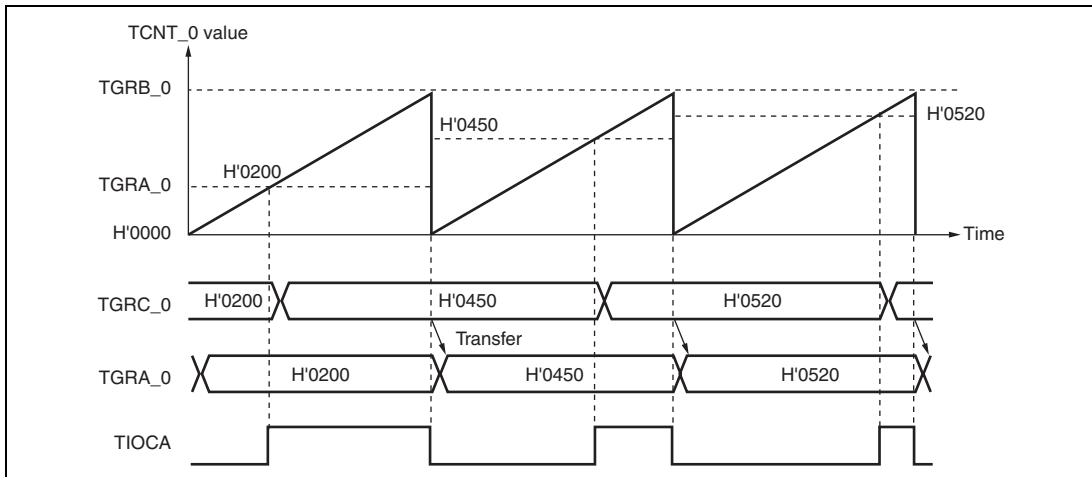 TCNT_0 value
TGRB_0
H'0520
H'0450
H'0200
TGRA_0
H'0000
Time
TGRC_0
H'0200
H'0450
H'0520
Transfer
TGRA_0
H'0200
H'0450
H'0520
TIOCA